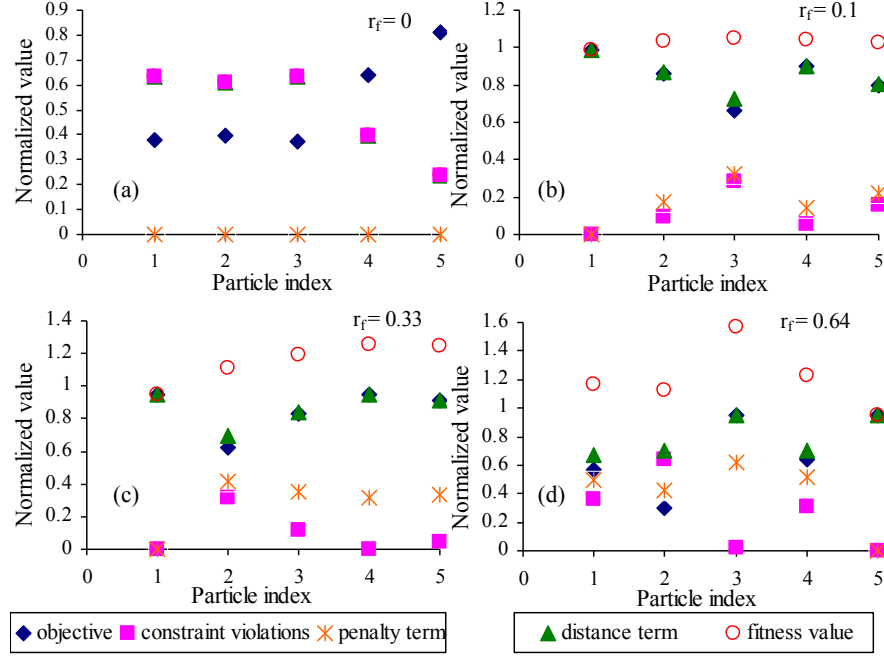 r_f = 0
Normalized value
0.9
0.8
0.7
0.6
0.5
0.4
0.3
0.2
0.1
0
(a)
0 1 2 3 4 5
Particle index
r_f = 0.1
Normalized value
1.2
1
0.8
0.6
0.4
0.2
0
(b)
0 1 2 3 4 5
Particle index
r_f = 0.33
Normalized value
1.4
1.2
1
0.8
0.6
0.4
0.2
0
(c)
0 1 2 3 4 5
Particle index
r_f = 0.64
Normalized value
1.6
1.4
1.2
1
0.8
0.6
0.4
0.2
0
(d)
0 1 2 3 4 5
Particle index
objective constraint violations penalty term
distance term fitness value